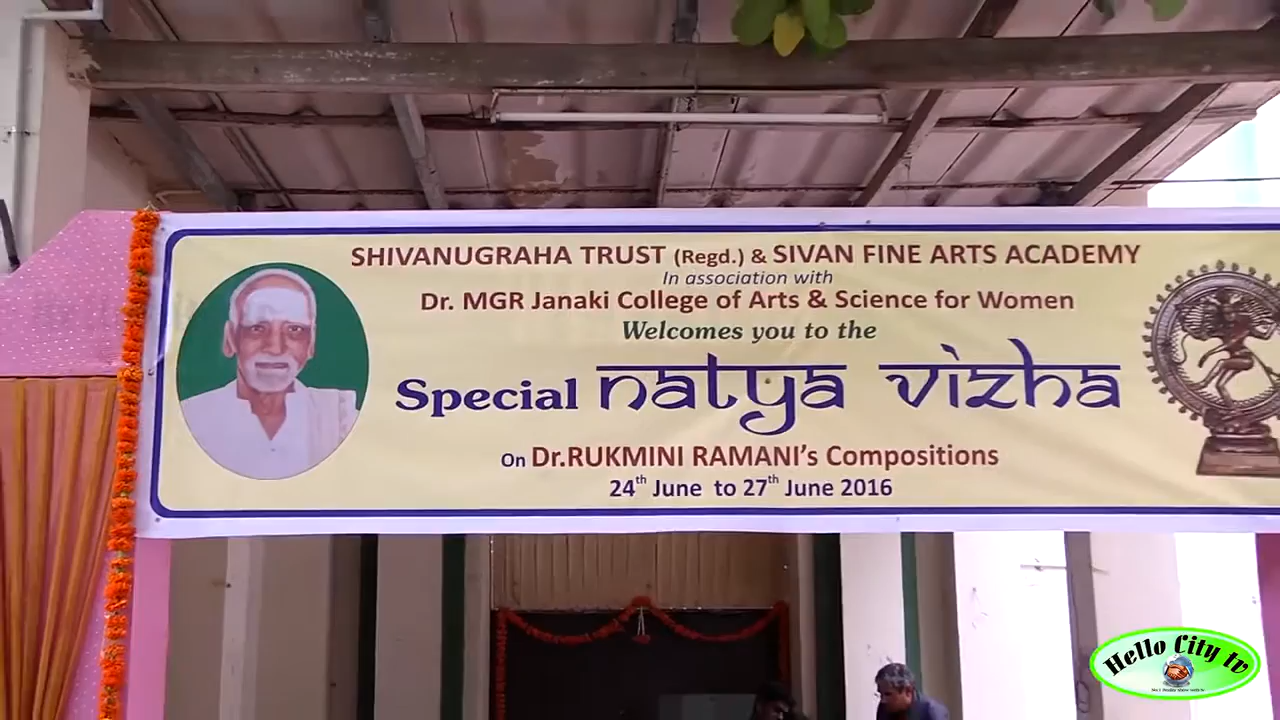 SHIVANUGRAHA TRUST (Regd.) & SIVAN FINE ARTS ACADEMY
In association with
Dr. MGR Janaki College of Arts & Science for Women
Welcomes you to the
Special natya vizha
On Dr.RUKMINI RAMANI's Compositions
24th June to 27th June 2016
Hello City tv